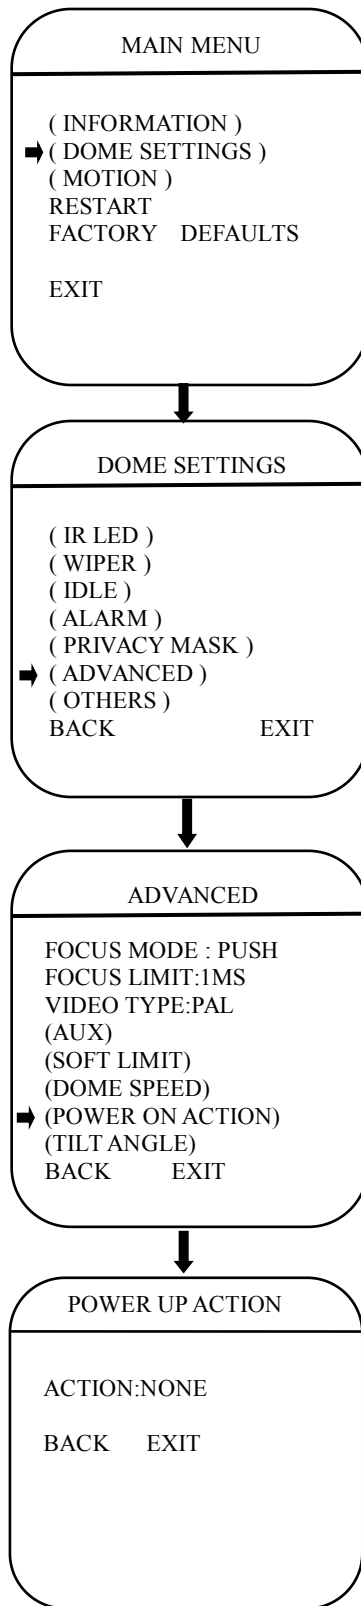 MAIN MENU
( INFORMATION )
( DOME SETTINGS )
( MOTION )
RESTART
FACTORY DEFAULTS
EXIT
DOME SETTINGS
( IR LED )
( WIPER )
( IDLE )
( ALARM )
( PRIVACY MASK )
( ADVANCED )
( OTHERS )
BACK EXIT
ADVANCED
FOCUS MODE : PUSH
FOCUS LIMIT:1MS
VIDEO TYPE:PAL
(AUX)
(SOFT LIMIT)
(DOME SPEED)
(POWER ON ACTION)
(TILT ANGLE)
BACK EXIT
POWER UP ACTION
ACTION:NONE
BACK EXIT